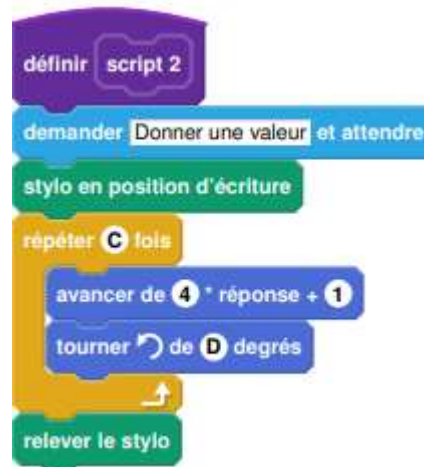 définir script 2
demander Donner une valeur et attendre
stylo en position d'écriture
répéter C fois
avancer de 4 * réponse + 1
tourner de D degrés
relever le stylo